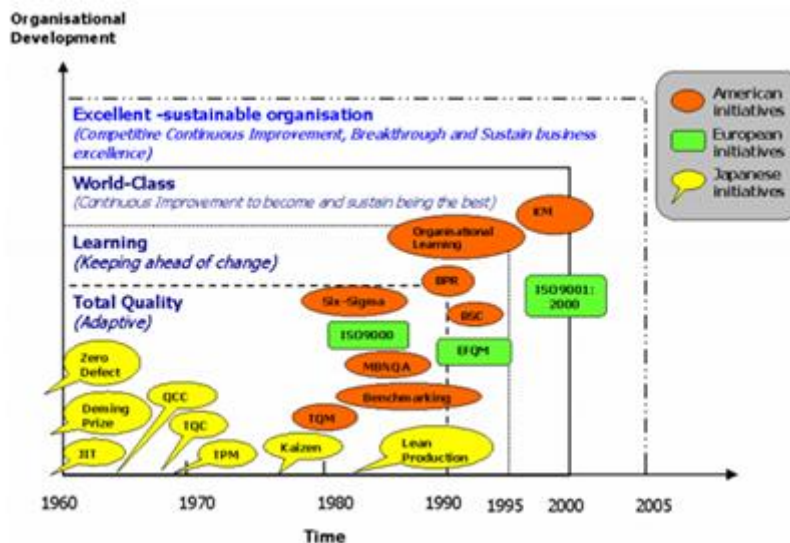 Organisational
Development
Excellent -sustainable organisation
(Competitive Continuous Improvement, Breakthrough and Sustain business
excellence)
World-Class
(Continuous Improvement to become and sustain being the best)
KM
Organisational
Learning
Learning
(Keeping ahead of change)
BPR
ISO9001:
2000
Total Quality
(Adaptive)
Six-Sigma
BSC
ISO9000
EFQM
Zero
Defect
MBNQA
QCC
Benchmarking
Deming
Prize
TQC
TQM
JIT
TPM
Kaizen
Lean
Production
1960
1970
1980
1990
1995
2000
2005
Time
American
initiatives
European
initiatives
Japanese
initiatives